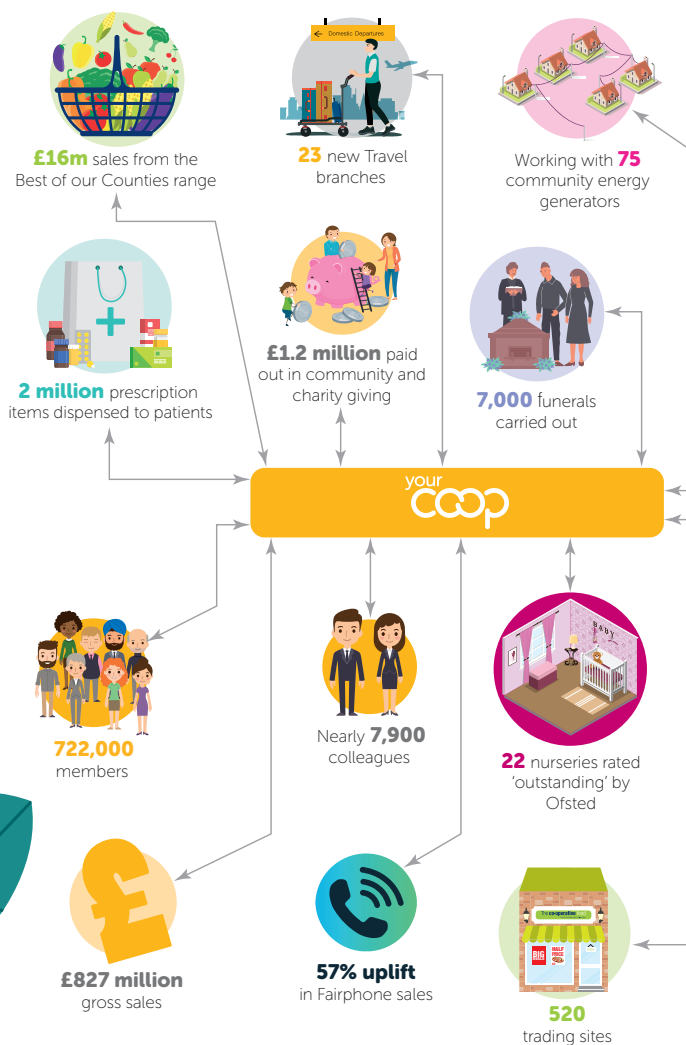 Domestic Departures
£16m sales from the
Best of our Counties range
23 new Travel
branches
Working with 75
community energy
generators
2 million prescription
items dispensed to patients
£1.2 million paid
out in community and
charity giving
7,000 funerals
carried out
your
coop
BABY
722,000
members
Nearly 7,900
colleagues
22 nurseries rated
'outstanding' by
Ofsted
£827 million
gross sales
57% uplift
in Fairphone sales
The co-operative food
BIG
HALF
PRICE
520
trading sites